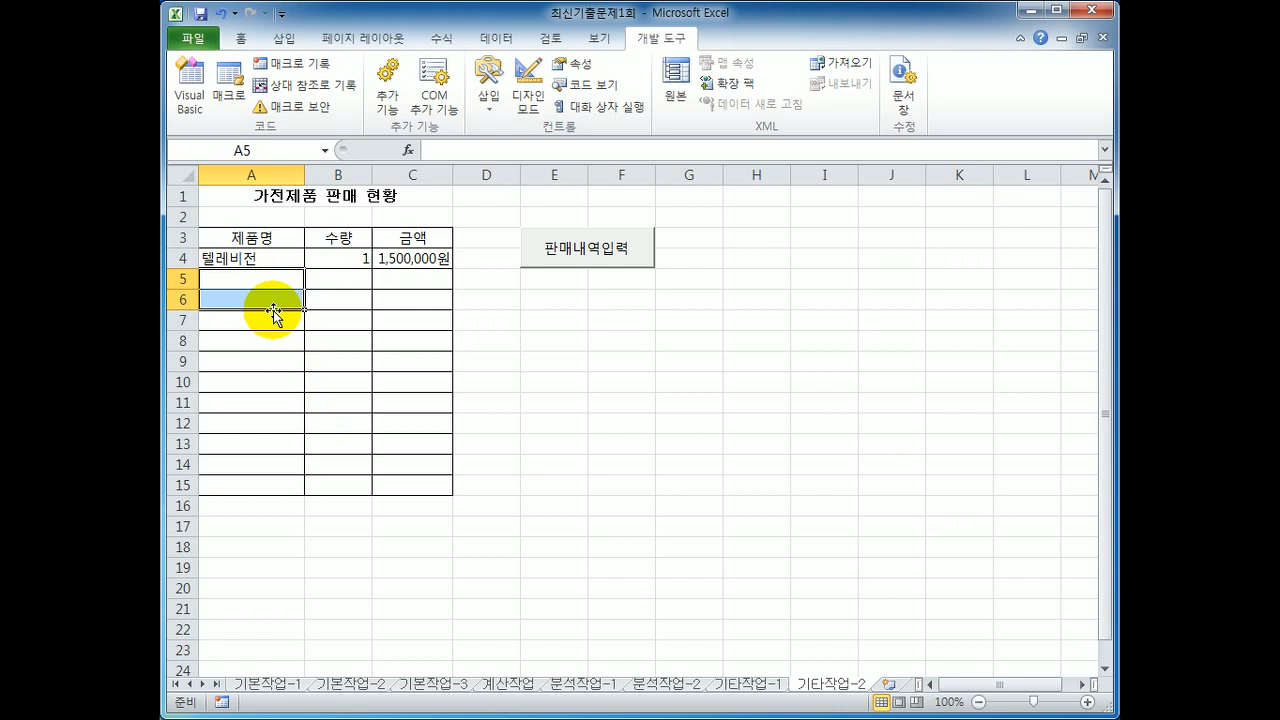 최신기출문제1회 - Microsoft Excel
파일 홈 삽입 페이지 레이아웃 수식 데이터 검토 보기 개발 도구
Visual Basic
매크로
매크로 기록
상대 참조로 기록
매크로 보안
코드
추가 기능
COM 추가 기능
추가 기능
삽입
디자인 모드
속성
코드 보기
대화 상자 실행
컨트롤
원본
맵 속성
확장 팩
데이터 새로 고침
가져오기
내보내기
XML
문서 창
수정
A5
fx
A B C D E F G H I J K L M
1 가전제품 판매 현황
2
3 제품명 수량 금액 판매내역입력
4 텔레비전 1 1,500,000원
5
6
7
8
9
10
11
12
13
14
15
16
17
18
19
20
21
22
23
24
기본작업-1 기본작업-2 기본작업-3 계산작업 분석작업-1 분석작업-2 기타작업-1 기타작업-2
준비 100%